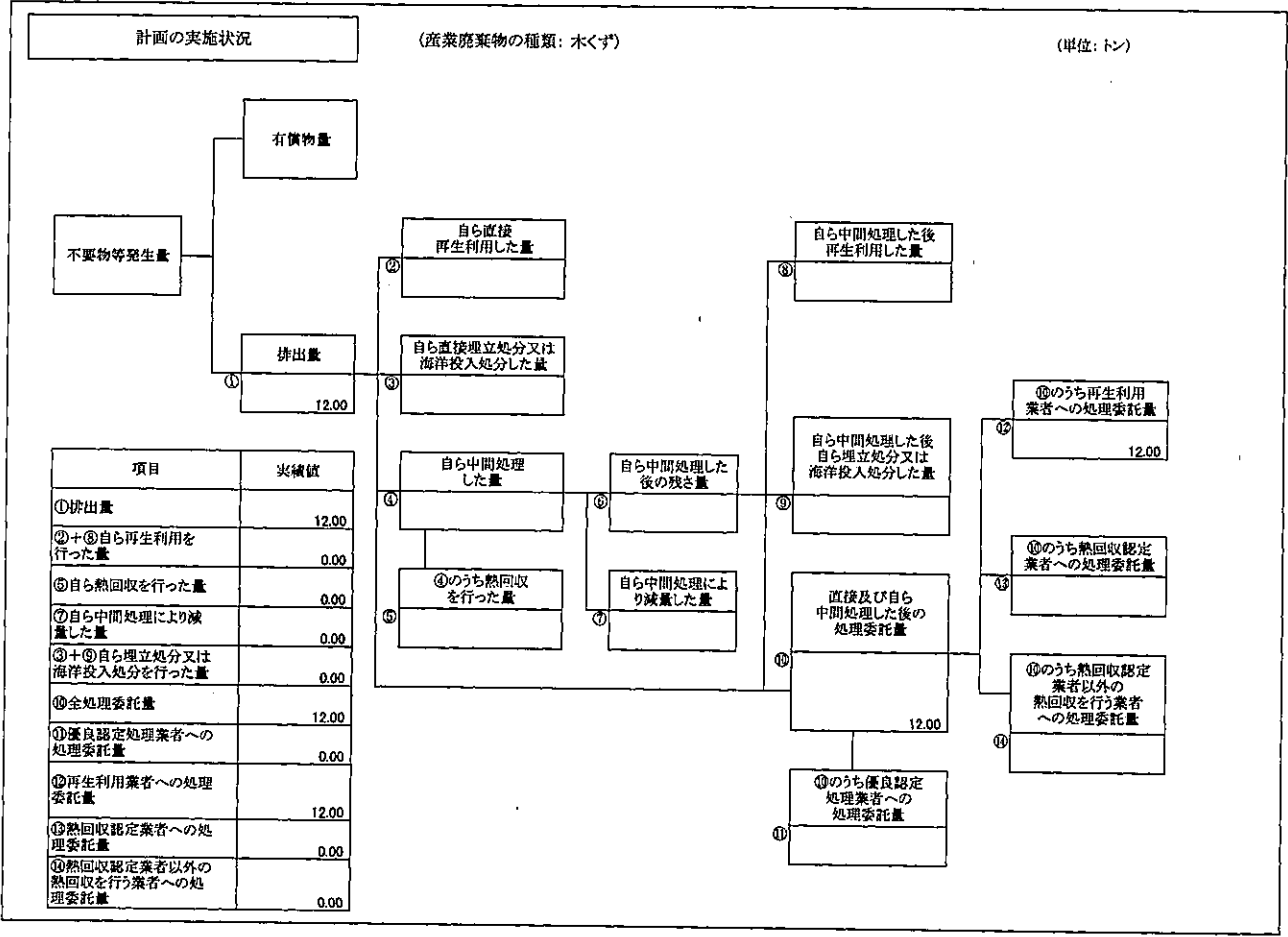 計画の実施状況
(産業廃棄物の種類: 木くず)
(単位:トン)
有償物量
不要物等発生量
排出量
①
12.00
自ら直接
再生利用した量
②
自ら直接埋立処分又は
海洋投入処分した量
③
自ら中間処理
した量
④
④のうち熱回収
を行った量
⑤
自ら中間処理した
後の残さ量
⑥
自ら中間処理によ
り減量した量
⑦
自ら中間処理した後
再生利用した量
⑧
自ら中間処理した後
自ら埋立処分又は
海洋投入処分した量
⑨
直接及び自ら
中間処理した後の
処理委託量
⑩
12.00
⑩のうち優良認定
処理業者への
処理委託量
⑪
⑩のうち再生利用
業者への処理委託量
⑫
12.00
⑩のうち熱回収認定
業者への処理委託量
⑬
⑩のうち熱回収認定
業者以外の
熱回収を行う業者
への処理委託量
⑭
項目 実績値
①排出量
12.00
②+⑧自ら再生利用を
行った量
0.00
⑤自ら熱回収を行った量
0.00
⑦自ら中間処理により減
量した量
0.00
③+⑨自ら埋立処分又は
海洋投入処分を行った量
0.00
⑩全処理委託量
12.00
⑪優良認定処理業者への
処理委託量
0.00
⑫再生利用業者への処理
委託量
12.00
⑬熱回収認定業者への処
理委託量
0.00
⑭熱回収認定業者以外の
熱回収を行う業者への処
理委託量
0.00